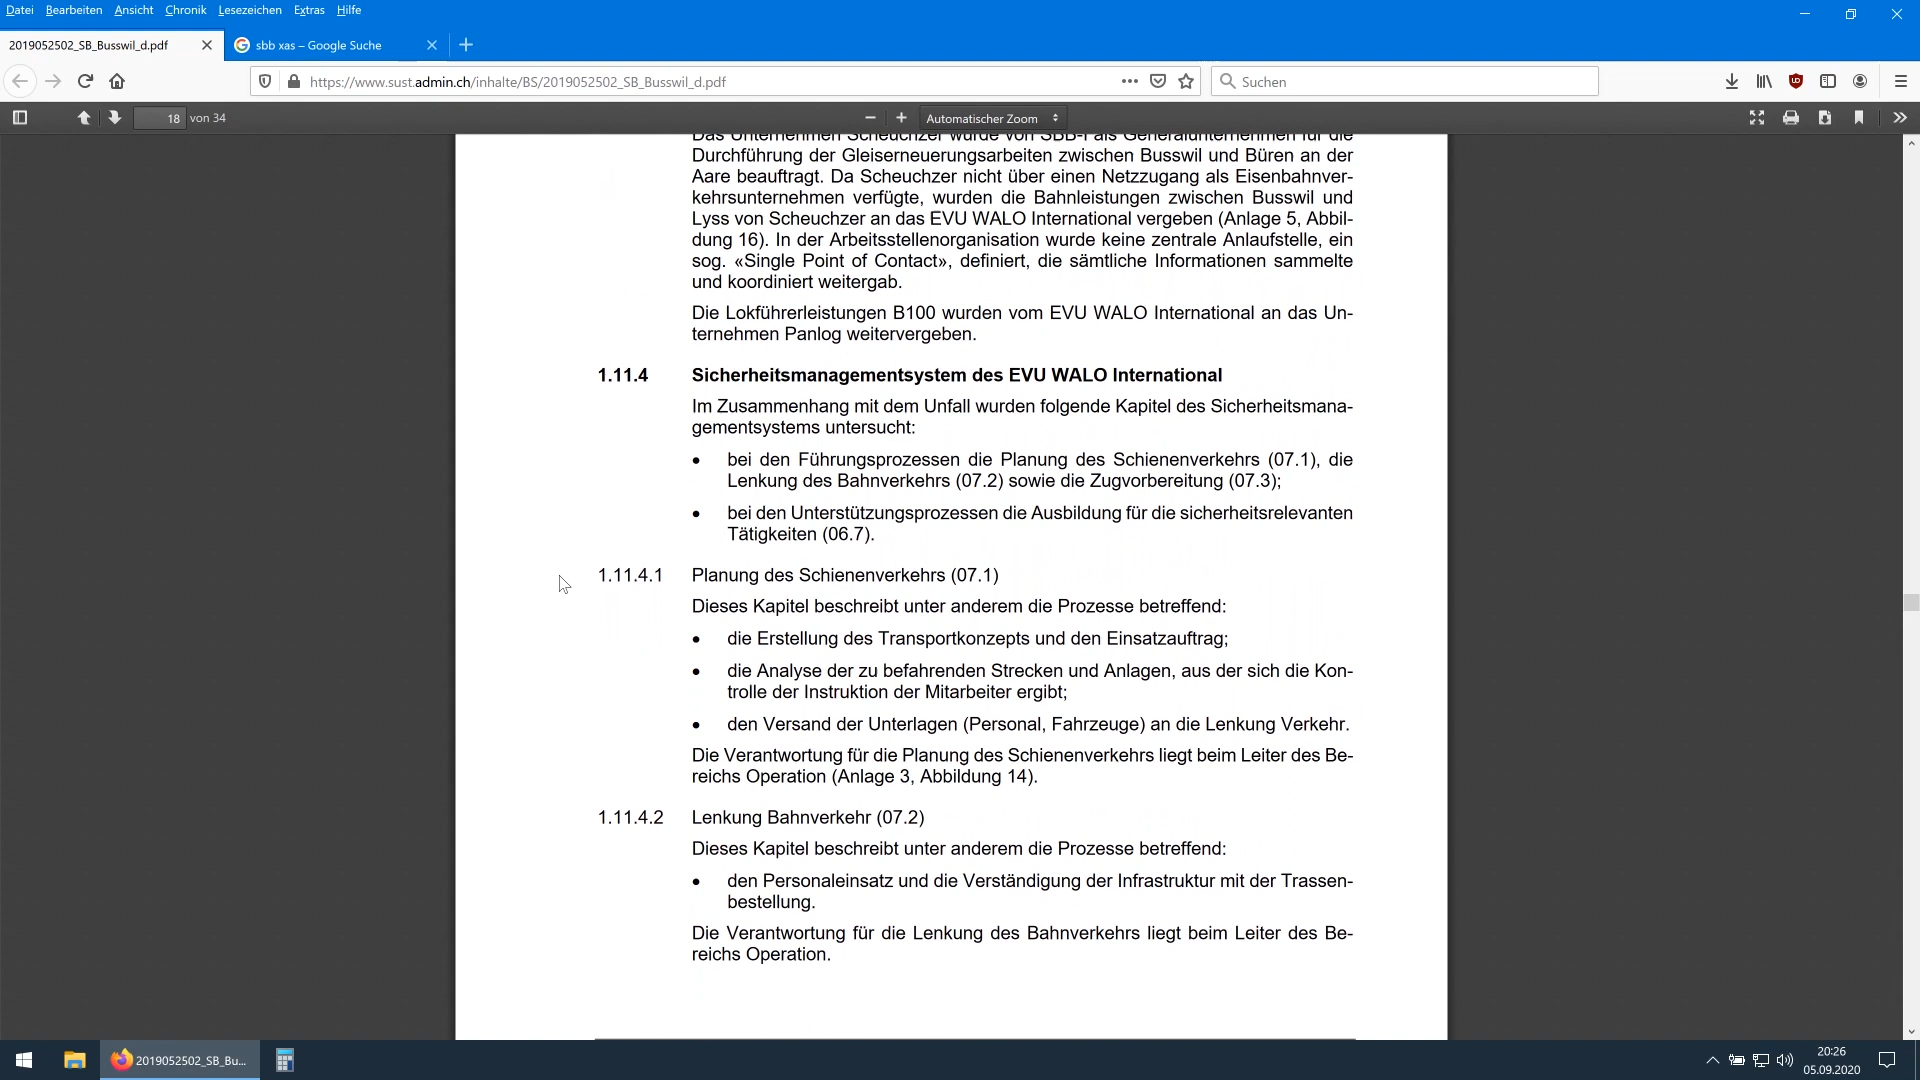 Datei Bearbeiten Ansicht Chronik Lesezeichen Extras Hilfe
2019052502_SB_Busswil_d.pdf
sbb xas – Google Suche
https://www.sust.admin.ch/inhalte/BS/2019052502_SB_Busswil_d.pdf
Suchen
18 von 34
Automatischer Zoom
Das Unternehmen Scheuchzer wurde von SBB-I als Generalunternehmen für die
Durchführung der Gleiserneuerungsarbeiten zwischen Busswil und Büren an der
Aare beauftragt. Da Scheuchzer nicht über einen Netzzugang als Eisenbahnver-
kehrsunternehmen verfügte, wurden die Bahnleistungen zwischen Busswil und
Lyss von Scheuchzer an das EVU WALO International vergeben (Anlage 5, Abbil-
dung 16). In der Arbeitsstellenorganisation wurde keine zentrale Anlaufstelle, ein
sog. «Single Point of Contact», definiert, die sämtliche Informationen sammelte
und koordiniert weitergab.
Die Lokführerleistungen B100 wurden vom EVU WALO International an das Un-
ternehmen Panlog weitervergeben.
1.11.4 Sicherheitsmanagementsystem des EVU WALO International
Im Zusammenhang mit dem Unfall wurden folgende Kapitel des Sicherheitsmana-
gementsystems untersucht:
• bei den Führungsprozessen die Planung des Schienenverkehrs (07.1), die
Lenkung des Bahnverkehrs (07.2) sowie die Zugvorbereitung (07.3);
• bei den Unterstützungsprozessen die Ausbildung für die sicherheitsrelevanten
Tätigkeiten (06.7).
1.11.4.1 Planung des Schienenverkehrs (07.1)
Dieses Kapitel beschreibt unter anderem die Prozesse betreffend:
• die Erstellung des Transportkonzepts und den Einsatzauftrag;
• die Analyse der zu befahrenden Strecken und Anlagen, aus der sich die Kon-
trolle der Instruktion der Mitarbeiter ergibt;
• den Versand der Unterlagen (Personal, Fahrzeuge) an die Lenkung Verkehr.
Die Verantwortung für die Planung des Schienenverkehrs liegt beim Leiter des Be-
reichs Operation (Anlage 3, Abbildung 14).
1.11.4.2 Lenkung Bahnverkehr (07.2)
Dieses Kapitel beschreibt unter anderem die Prozesse betreffend:
• den Personaleinsatz und die Verständigung der Infrastruktur mit der Trassen-
bestellung.
Die Verantwortung für die Lenkung des Bahnverkehrs liegt beim Leiter des Be-
reichs Operation.
2019052502_SB_Bu...
20:26
05.09.2020